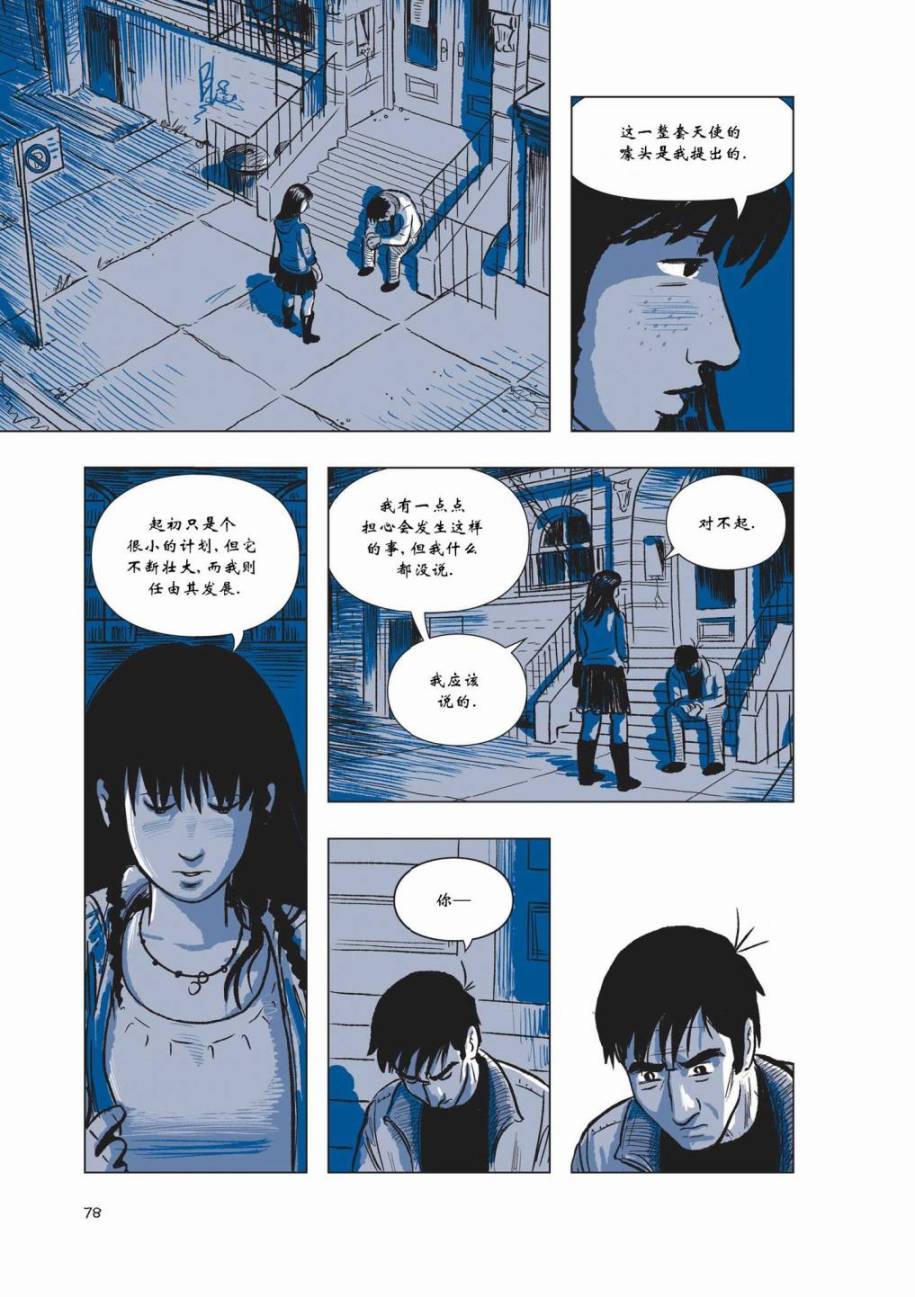 这一整套天使的
噱头是我提出的.
起初只是个
很小的计划, 但它
不断壮大, 而我则
任由其发展.
我有一点点
担心会发生这样
的事, 但我什么
都没说.
对不起.
我应该
说的.
你—
78